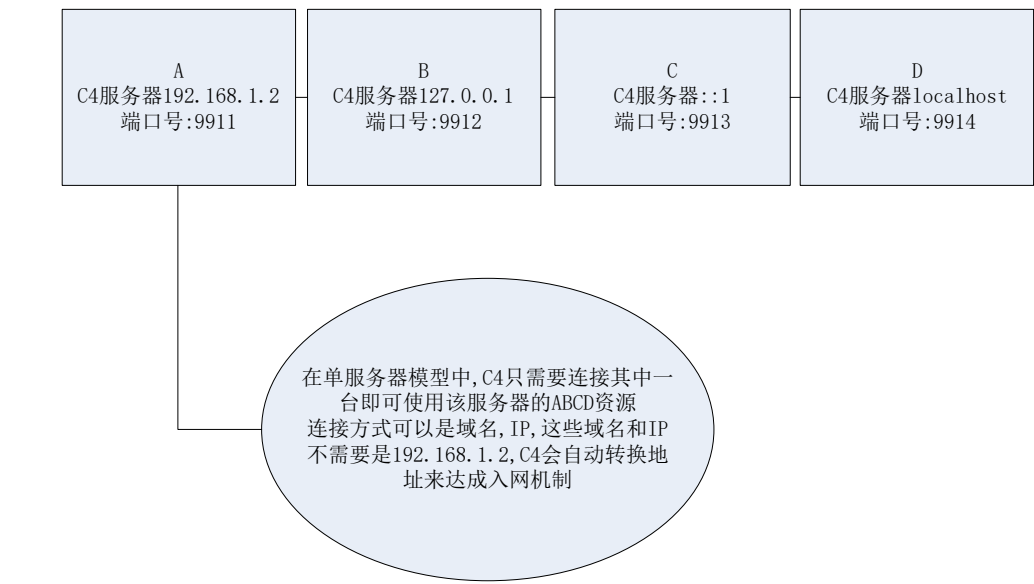 A
C4服务器192.168.1.2
端口号:9911
B
C4服务器127.0.0.1
端口号:9912
C
C4服务器::1
端口号:9913
D
C4服务器localhost
端口号:9914
在单服务器模型中,C4只需要连接其中一
台即可使用该服务器的ABCD资源
连接方式可以是域名,IP,这些域名和IP
不需要是192.168.1.2,C4会自动转换地
址来达成入网机制